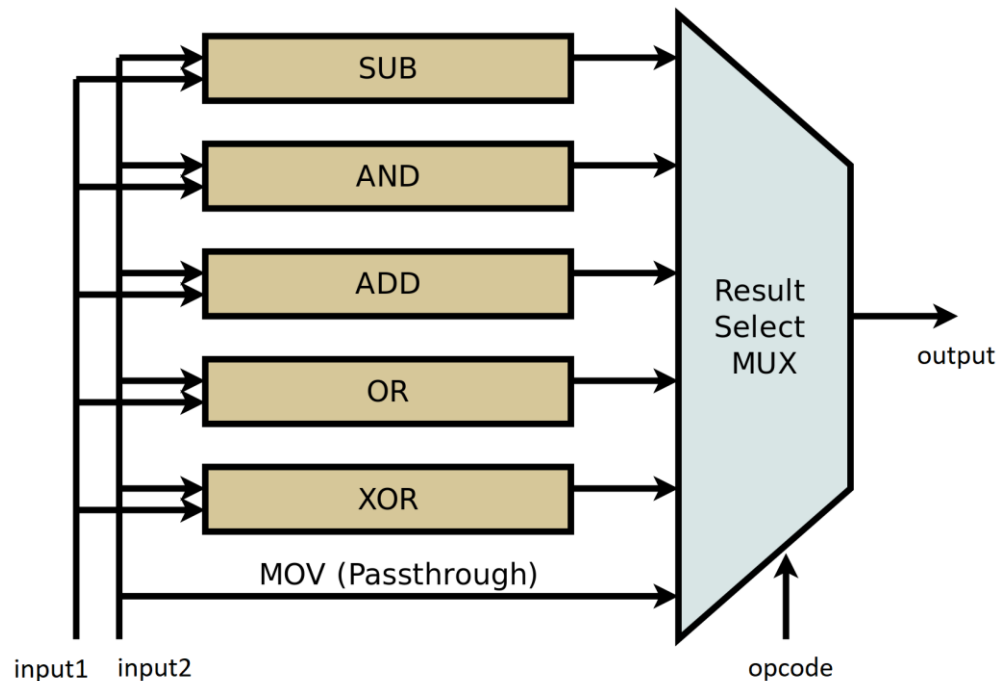 SUB
AND
ADD
OR
XOR
MOV (Passthrough)
Result
Select
MUX
output
input1
input2
opcode